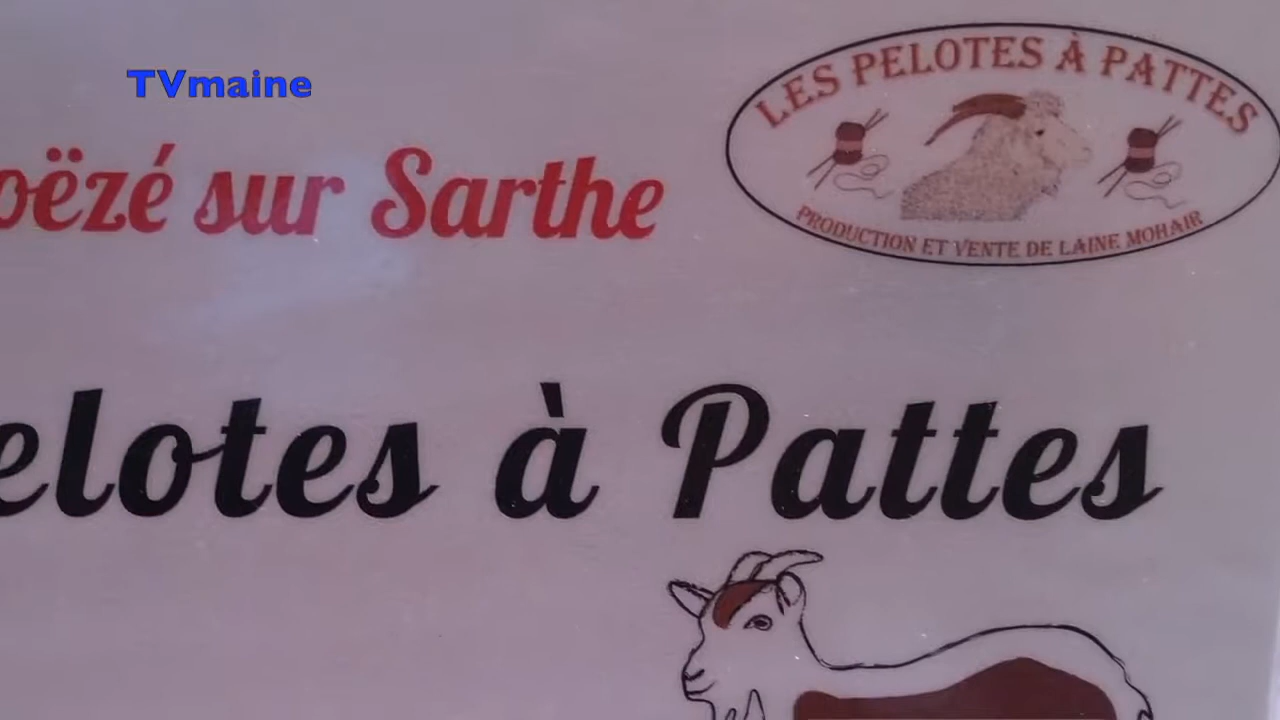 TVmaine
LES PELOTES À PATTES
PRODUCTION ET VENTE DE LAINE MOHAIR
oëzé sur Sarthe
elotes à Pattes